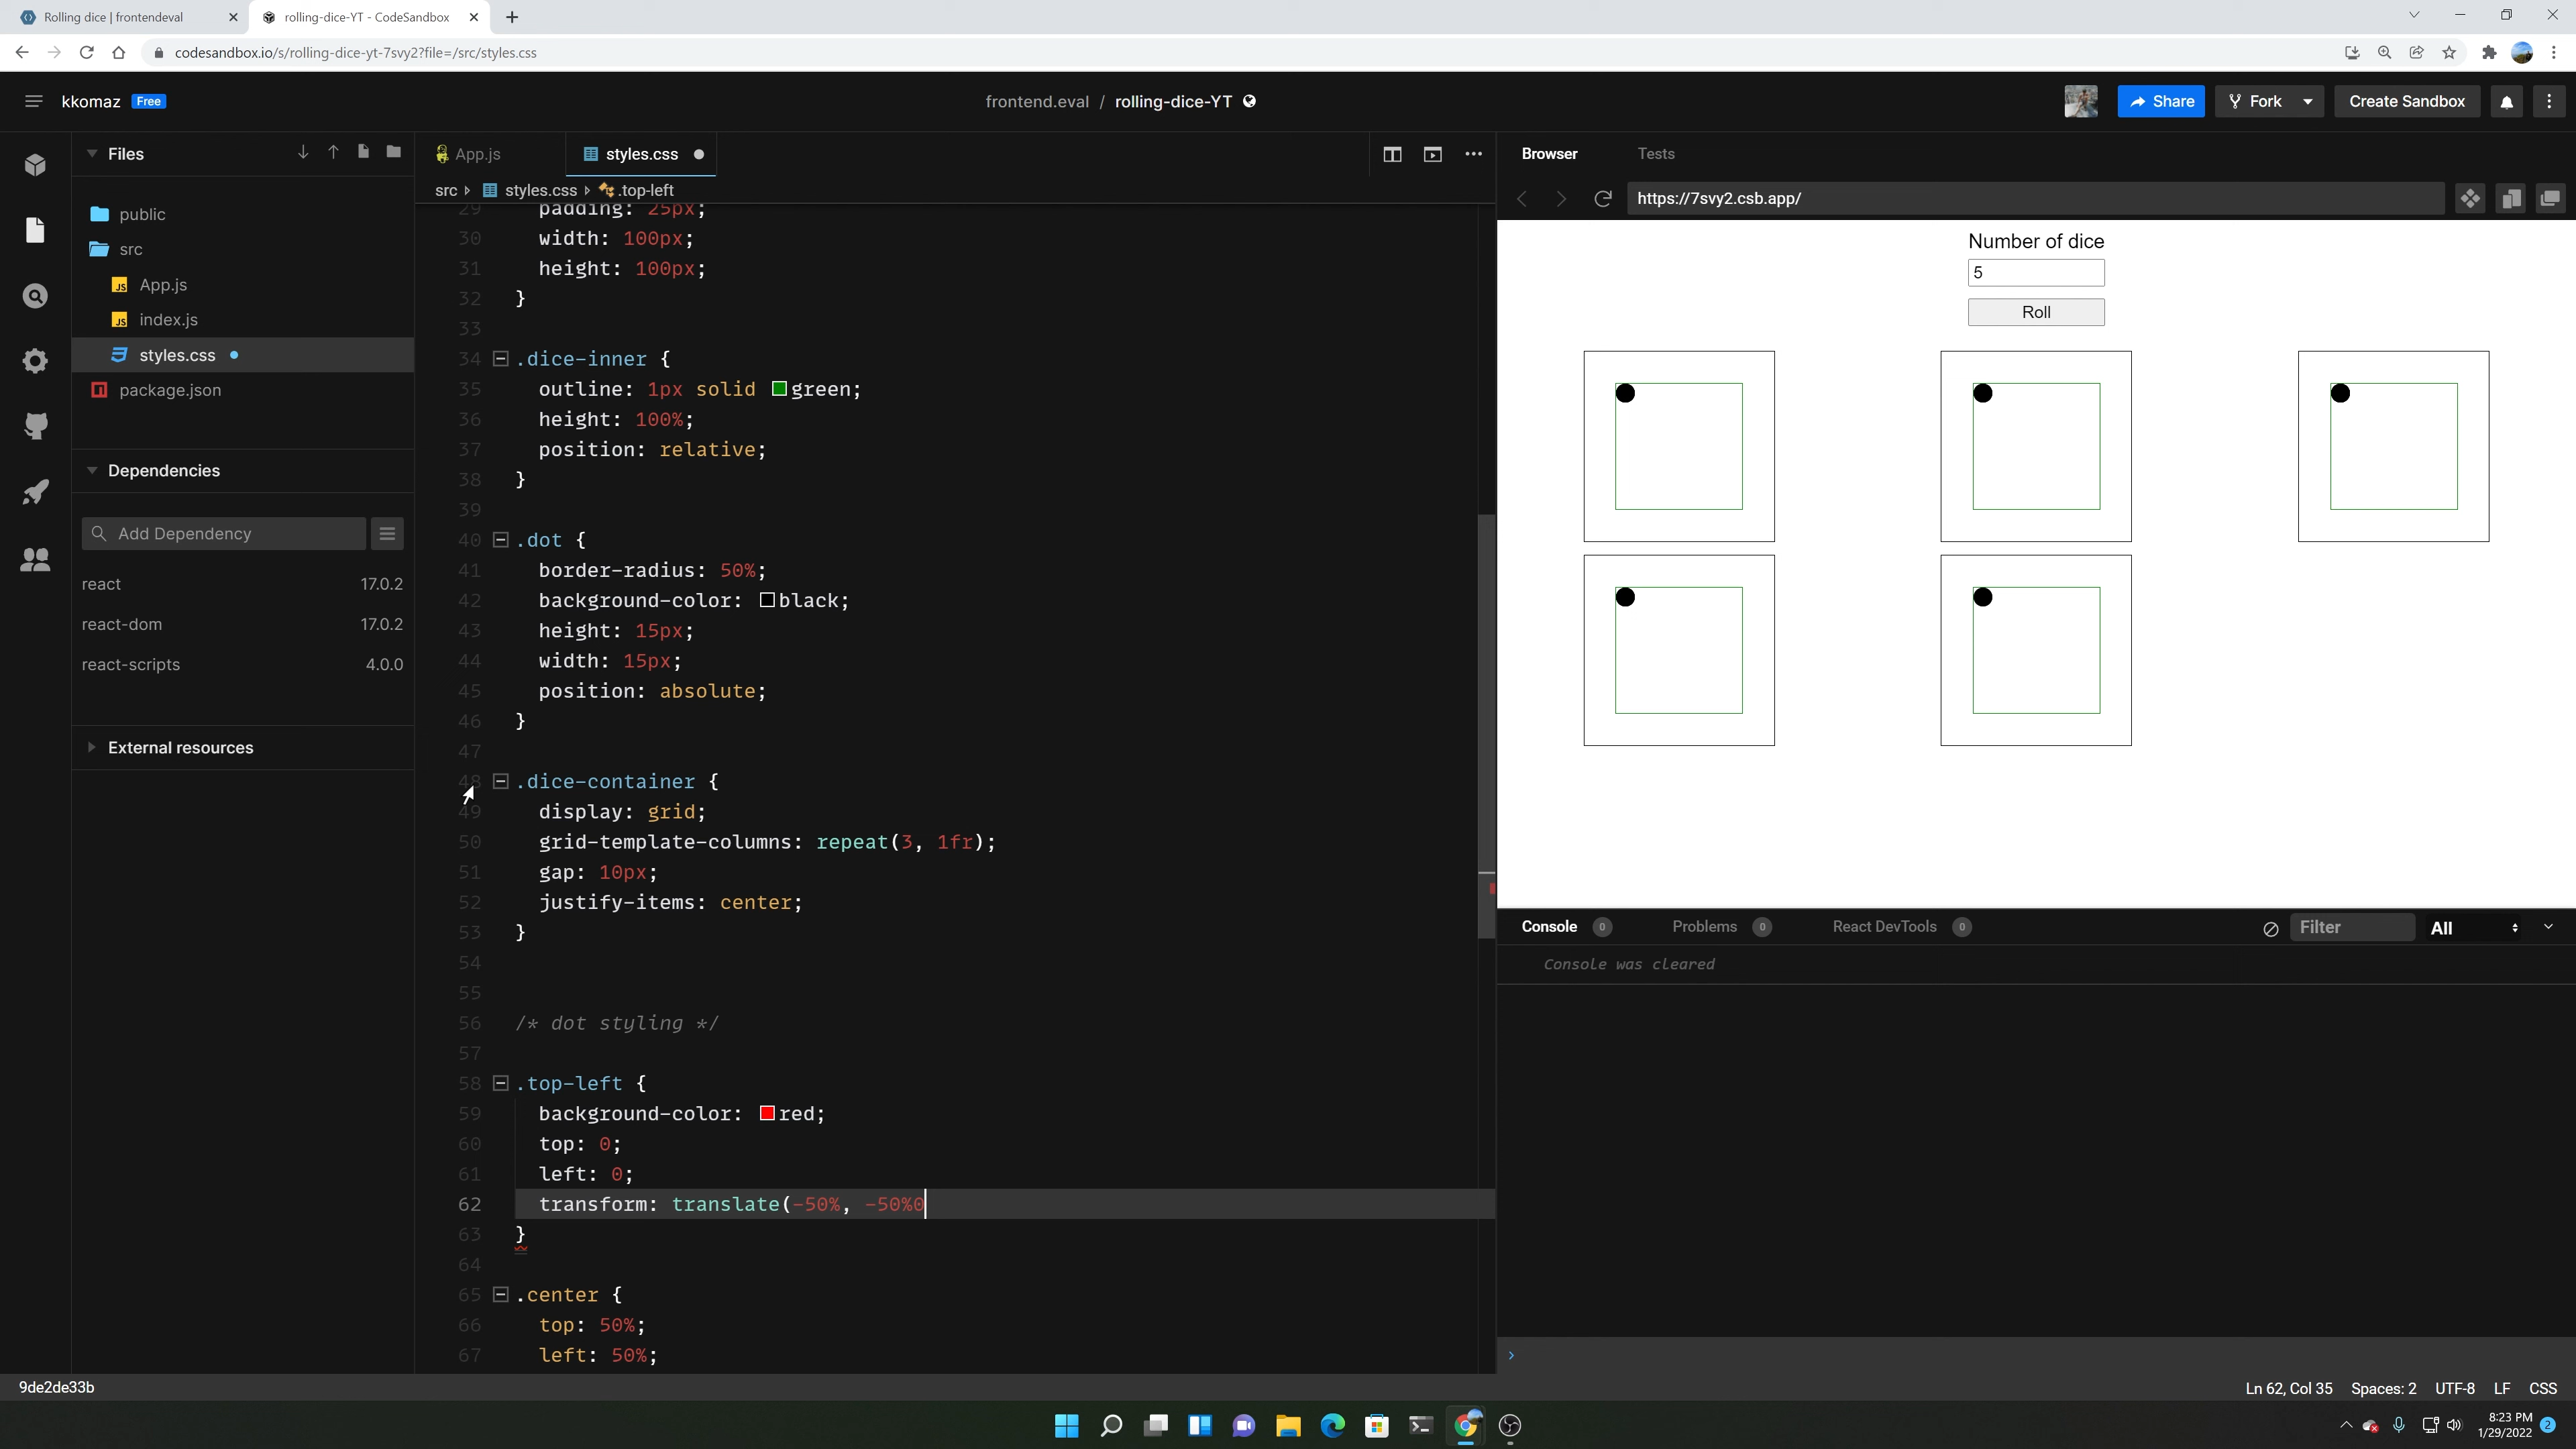 Rolling dice | frontendeval
rolling-dice-YT - CodeSandbox
codesandbox.io/s/rolling-dice-yt-7svy2?file=/src/styles.css
kkomaz Free
frontend.eval / rolling-dice-YT
Share
Fork
Create Sandbox
Files
public
src
App.js
index.js
styles.css
package.json
Dependencies
Add Dependency
react 17.0.2
react-dom 17.0.2
react-scripts 4.0.0
External resources
App.js
styles.css
src styles.css .top-left
29 padding: 25px;
30 width: 100px;
31 height: 100px;
32 }
33
34 .dice-inner {
35 outline: 1px solid green;
36 height: 100%;
37 position: relative;
38 }
39
40 .dot {
41 border-radius: 50%;
42 background-color: black;
43 height: 15px;
44 width: 15px;
45 position: absolute;
46 }
47
48 .dice-container {
49 display: grid;
50 grid-template-columns: repeat(3, 1fr);
51 gap: 10px;
52 justify-items: center;
53 }
54
55
56 /* dot styling */
57
58 .top-left {
59 background-color: red;
60 top: 0;
61 left: 0;
62 transform: translate(-50%, -50%0
63 }
64
65 .center {
66 top: 50%;
67 left: 50%;
Browser
Tests
https://7svy2.csb.app/
Number of dice
5
Roll
Console 0
Problems 0
React DevTools 0
Filter
All
Console was cleared
9de2de33b
Ln 62, Col 35
Spaces: 2
UTF-8
LF
CSS
8:23 PM
1/29/2022
2